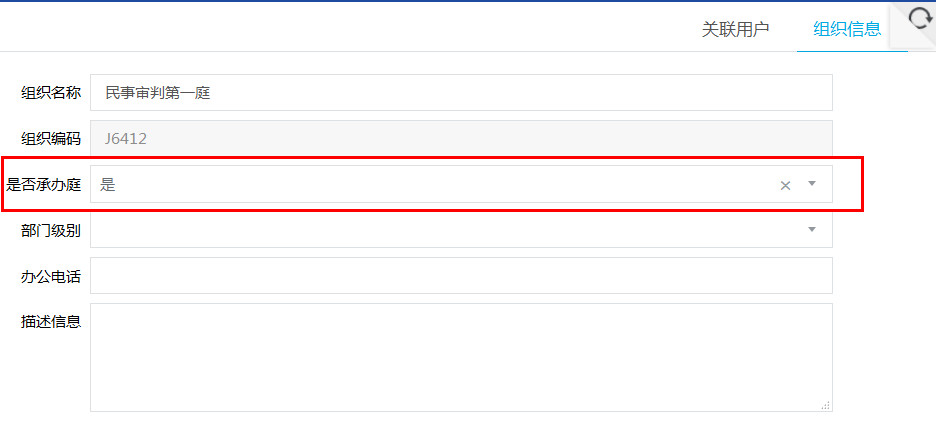 关联用户 组织信息
组织名称 民事审判第一庭
组织编码 J6412
是否承办庭 是
部门级别
办公电话
描述信息